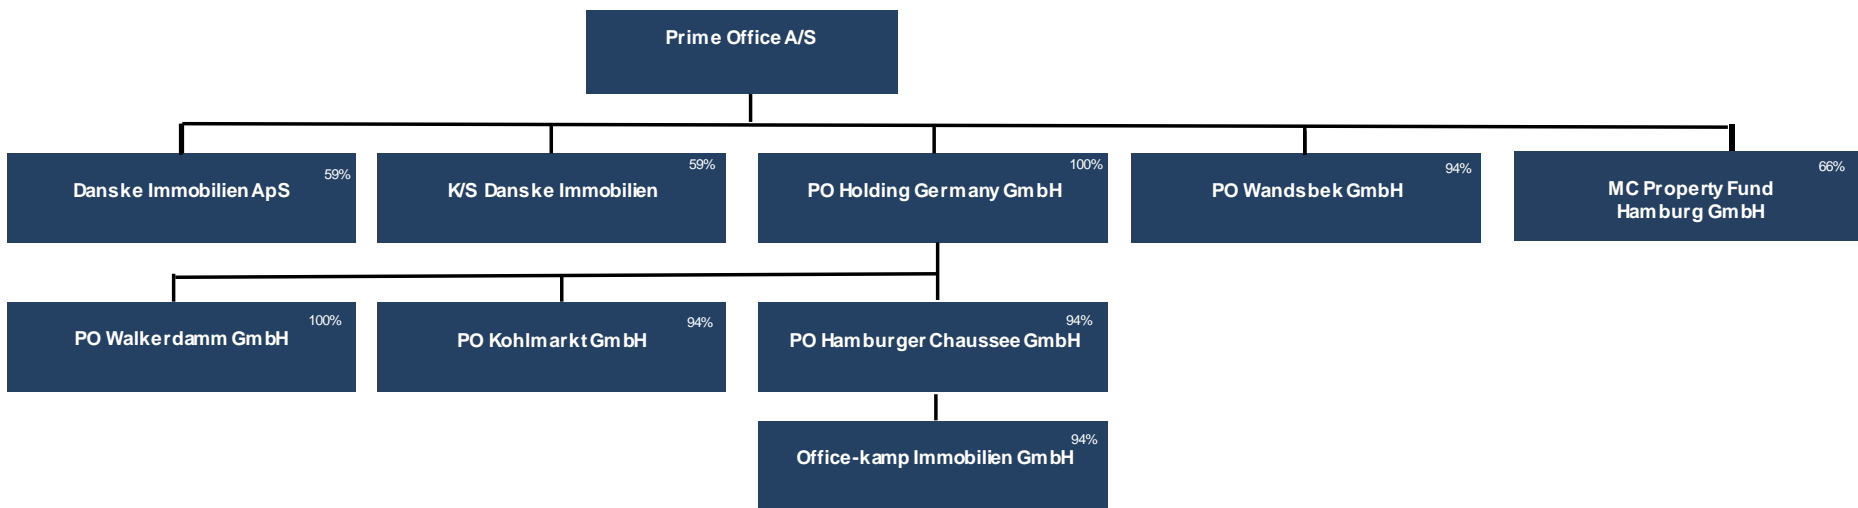 Prime Office A/S
Danske Immobilien ApS
59%
K/S Danske Immobilien
59%
PO Holding Germany GmbH
100%
PO Wandsbek GmbH
94%
MC Property Fund
Hamburg GmbH
66%
PO Walkerdamm GmbH
100%
PO Kohlmarkt GmbH
94%
PO Hamburger Chaussee GmbH
94%
Office-kamp Immobilien GmbH
94%